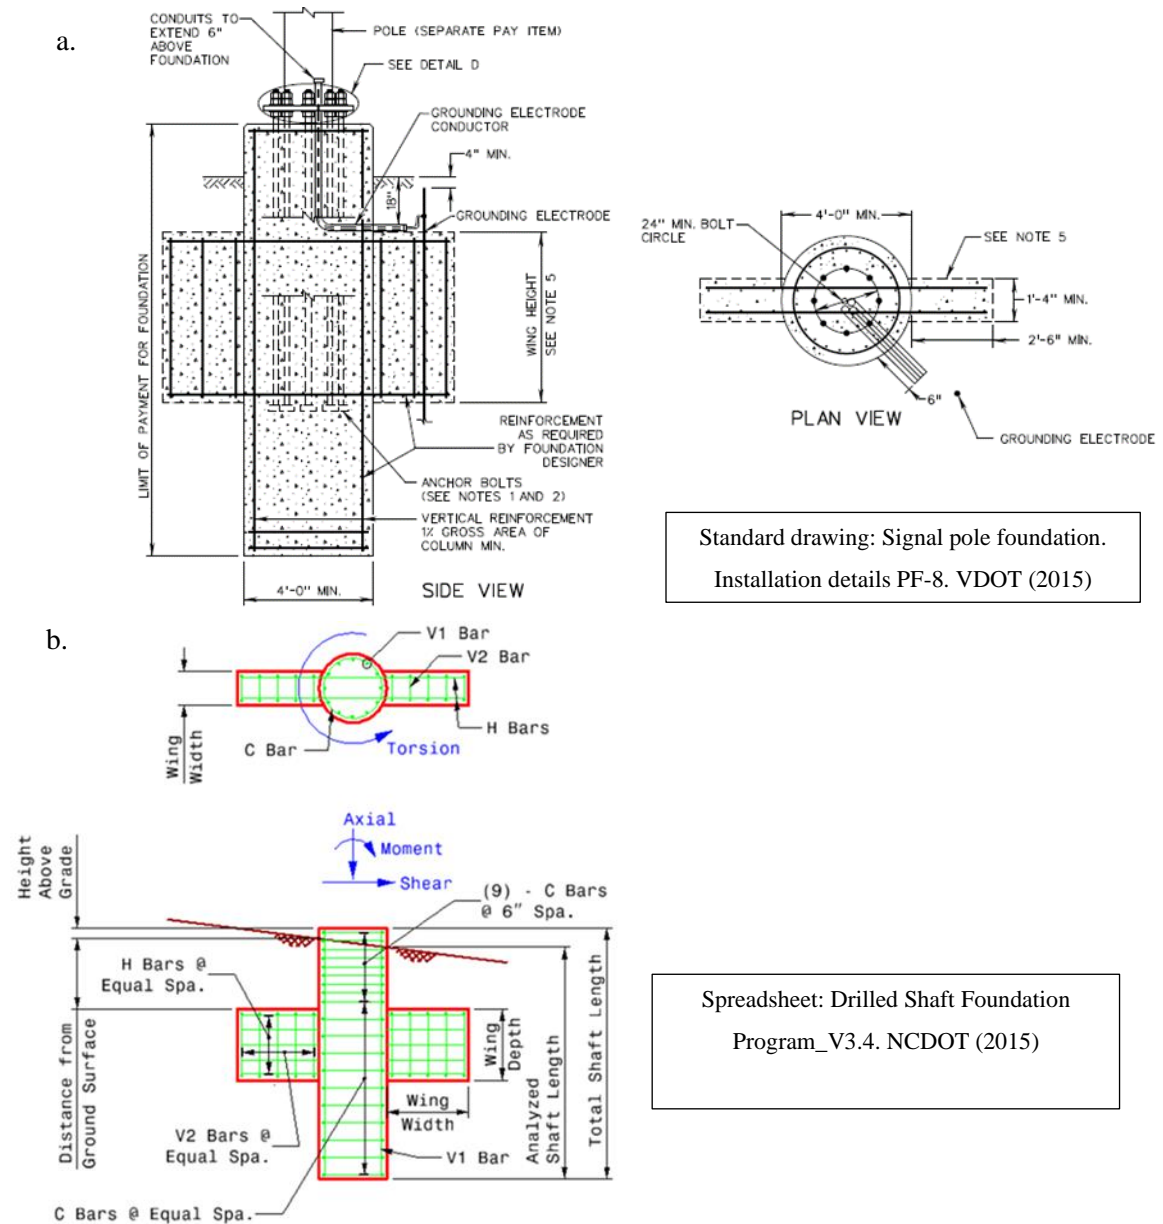 a.
CONDUITS TO
EXTEND 6"
ABOVE
FOUNDATION
POLE (SEPARATE PAY ITEM)
SEE DETAIL D
GROUNDING ELECTRODE
CONDUCTOR
4" MIN.
18"
GROUNDING ELECTRODE
LIMIT OF PAYMENT FOR FOUNDATION
WING HEIGHT
SEE NOTE 5
REINFORCEMENT
AS REQUIRED
BY FOUNDATION
DESIGNER
ANCHOR BOLTS
(SEE NOTES 1 AND 2)
VERTICAL REINFORCEMENT
1% GROSS AREA OF
COLUMN MIN.
4'-0" MIN.
SIDE VIEW
4'-0" MIN.
24" MIN. BOLT
CIRCLE
SEE NOTE 5
1'-4" MIN.
2'-6" MIN.
6"
PLAN VIEW
GROUNDING ELECTRODE
Standard drawing: Signal pole foundation.
Installation details PF-8. VDOT (2015)
b.
V1 Bar
V2 Bar
H Bars
C Bar
Torsion
Wing
Width
Axial
Moment
Shear
(9) - C Bars
@ 6" Spa.
Height
Above
Grade
H Bars @
Equal Spa.
Distance from
Ground Surface
Wing
Depth
Wing
Width
Analyzed
Shaft Length
Total Shaft Length
V2 Bars @
Equal Spa.
V1 Bar
C Bars @ Equal Spa.
Spreadsheet: Drilled Shaft Foundation
Program_V3.4. NCDOT (2015)